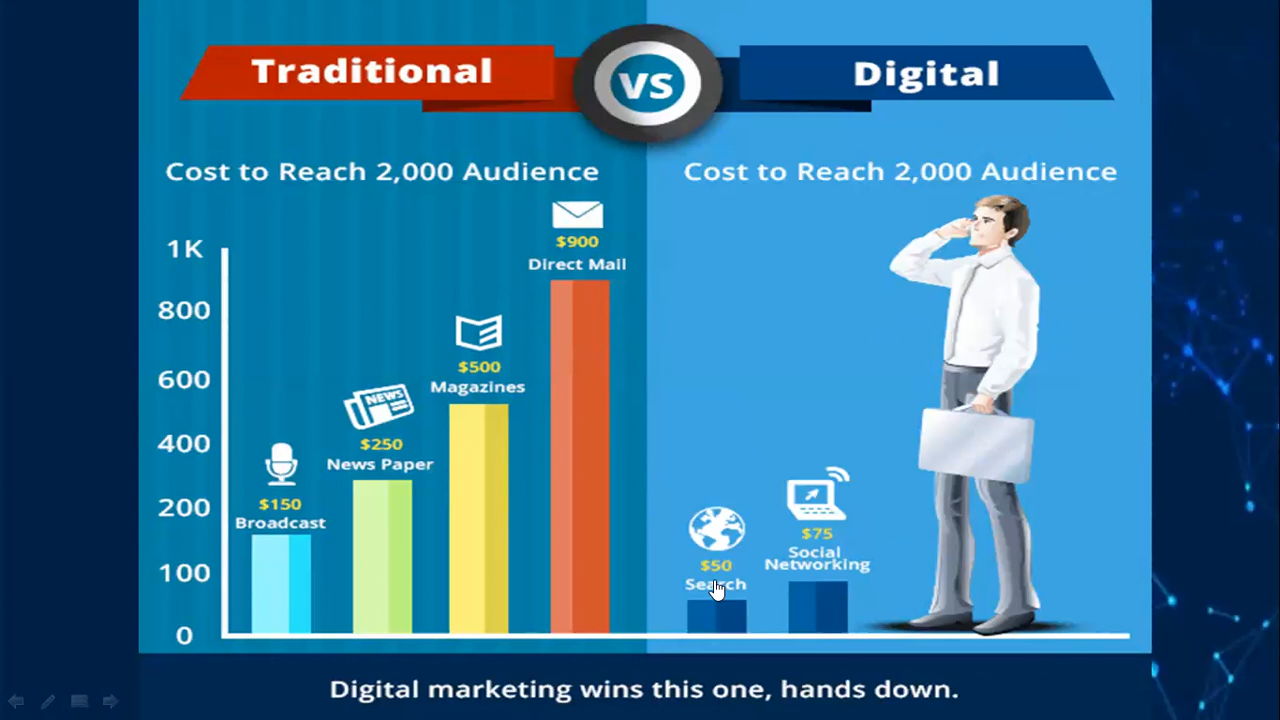 Traditional
VS
Digital
Cost to Reach 2,000 Audience
1K
800
600
400
200
100
0
$150
Broadcast
NEWS
$250
News Paper
$500
Magazines
$900
Direct Mail
Cost to Reach 2,000 Audience
$50
Search
$75
Social
Networking
Digital marketing wins this one, hands down.